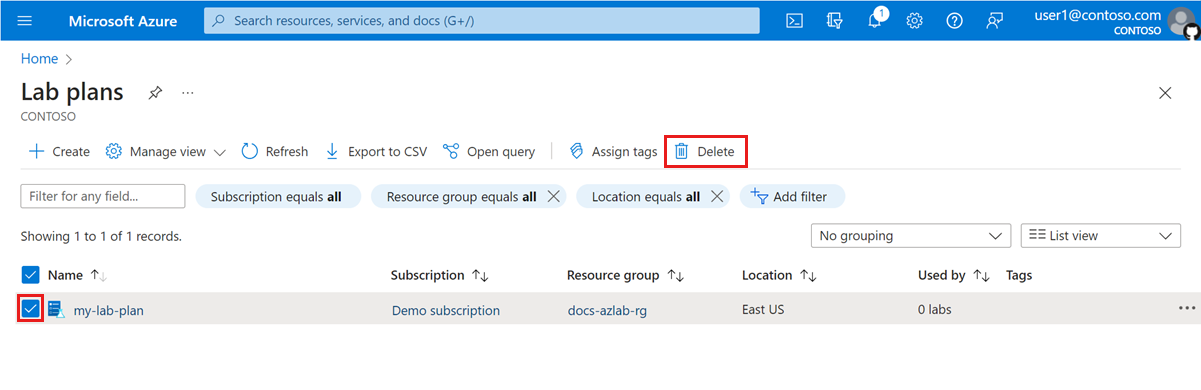 Microsoft Azure Search resources, services, and docs (G+/) 1 user1@contoso.com
CONTOSO
Home
Lab plans
CONTOSO
Create Manage view Refresh Export to CSV Open query Assign tags Delete
Filter for any field... Subscription equals all Resource group equals all Location equals all Add filter
Showing 1 to 1 of 1 records. No grouping List view
Name Subscription Resource group Location Used by Tags
my-lab-plan Demo subscription docs-azlab-rg East US 0 labs